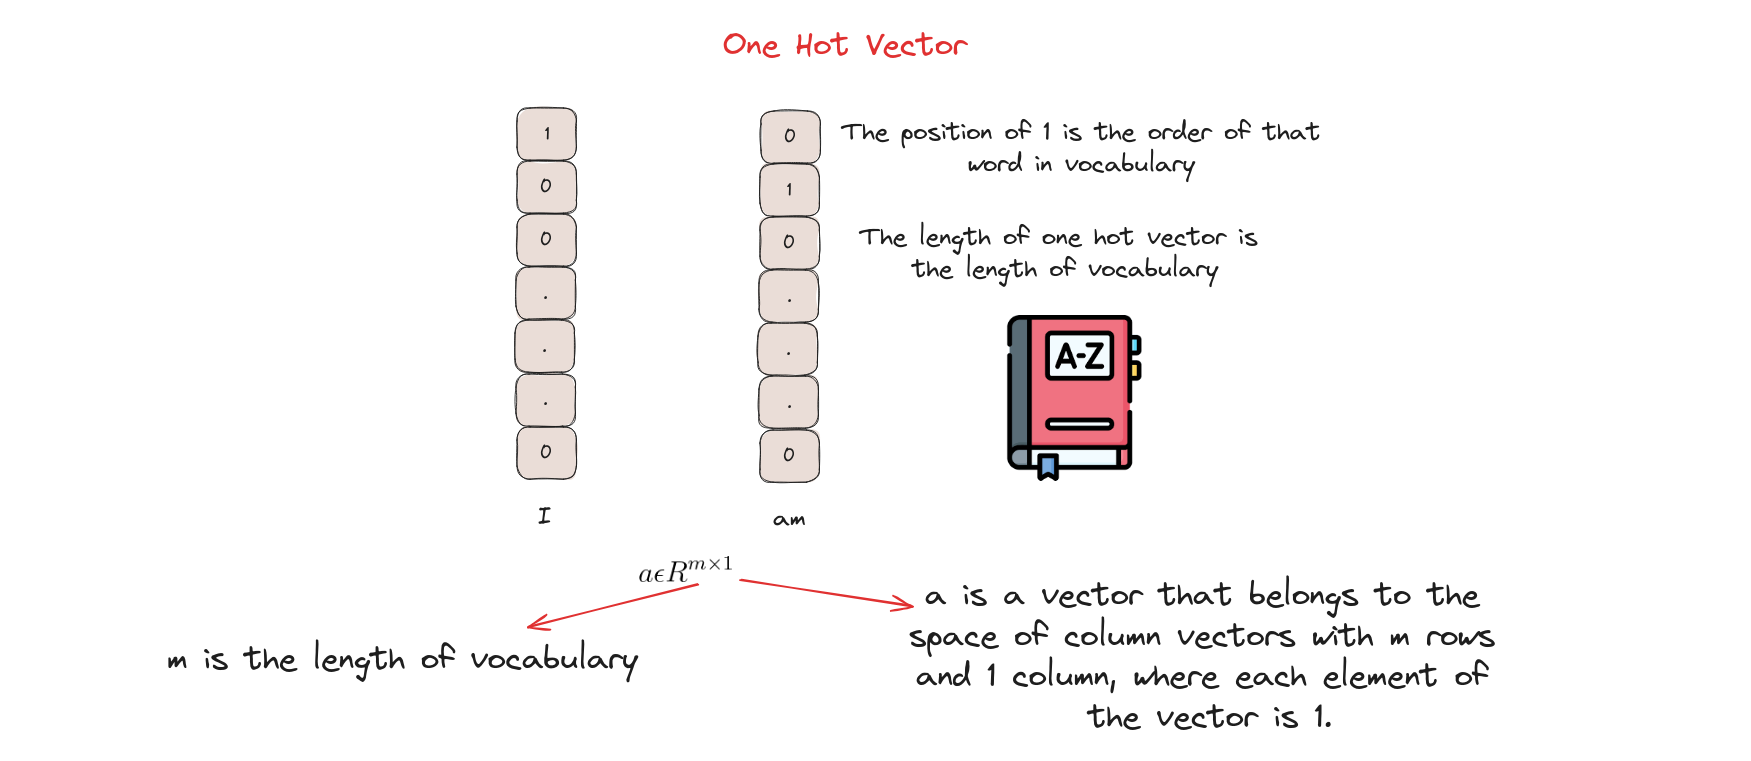 One Hot Vector
1
0
0
.
.
.
0
I
0
1
0
.
.
.
0
am
The position of 1 is the order of that
word in vocabulary
The length of one hot vector is
the length of vocabulary
A-Z
aϵR^{m×1}
m is the length of vocabulary
a is a vector that belongs to the
space of column vectors with m rows
and 1 column, where each element of
the vector is 1.